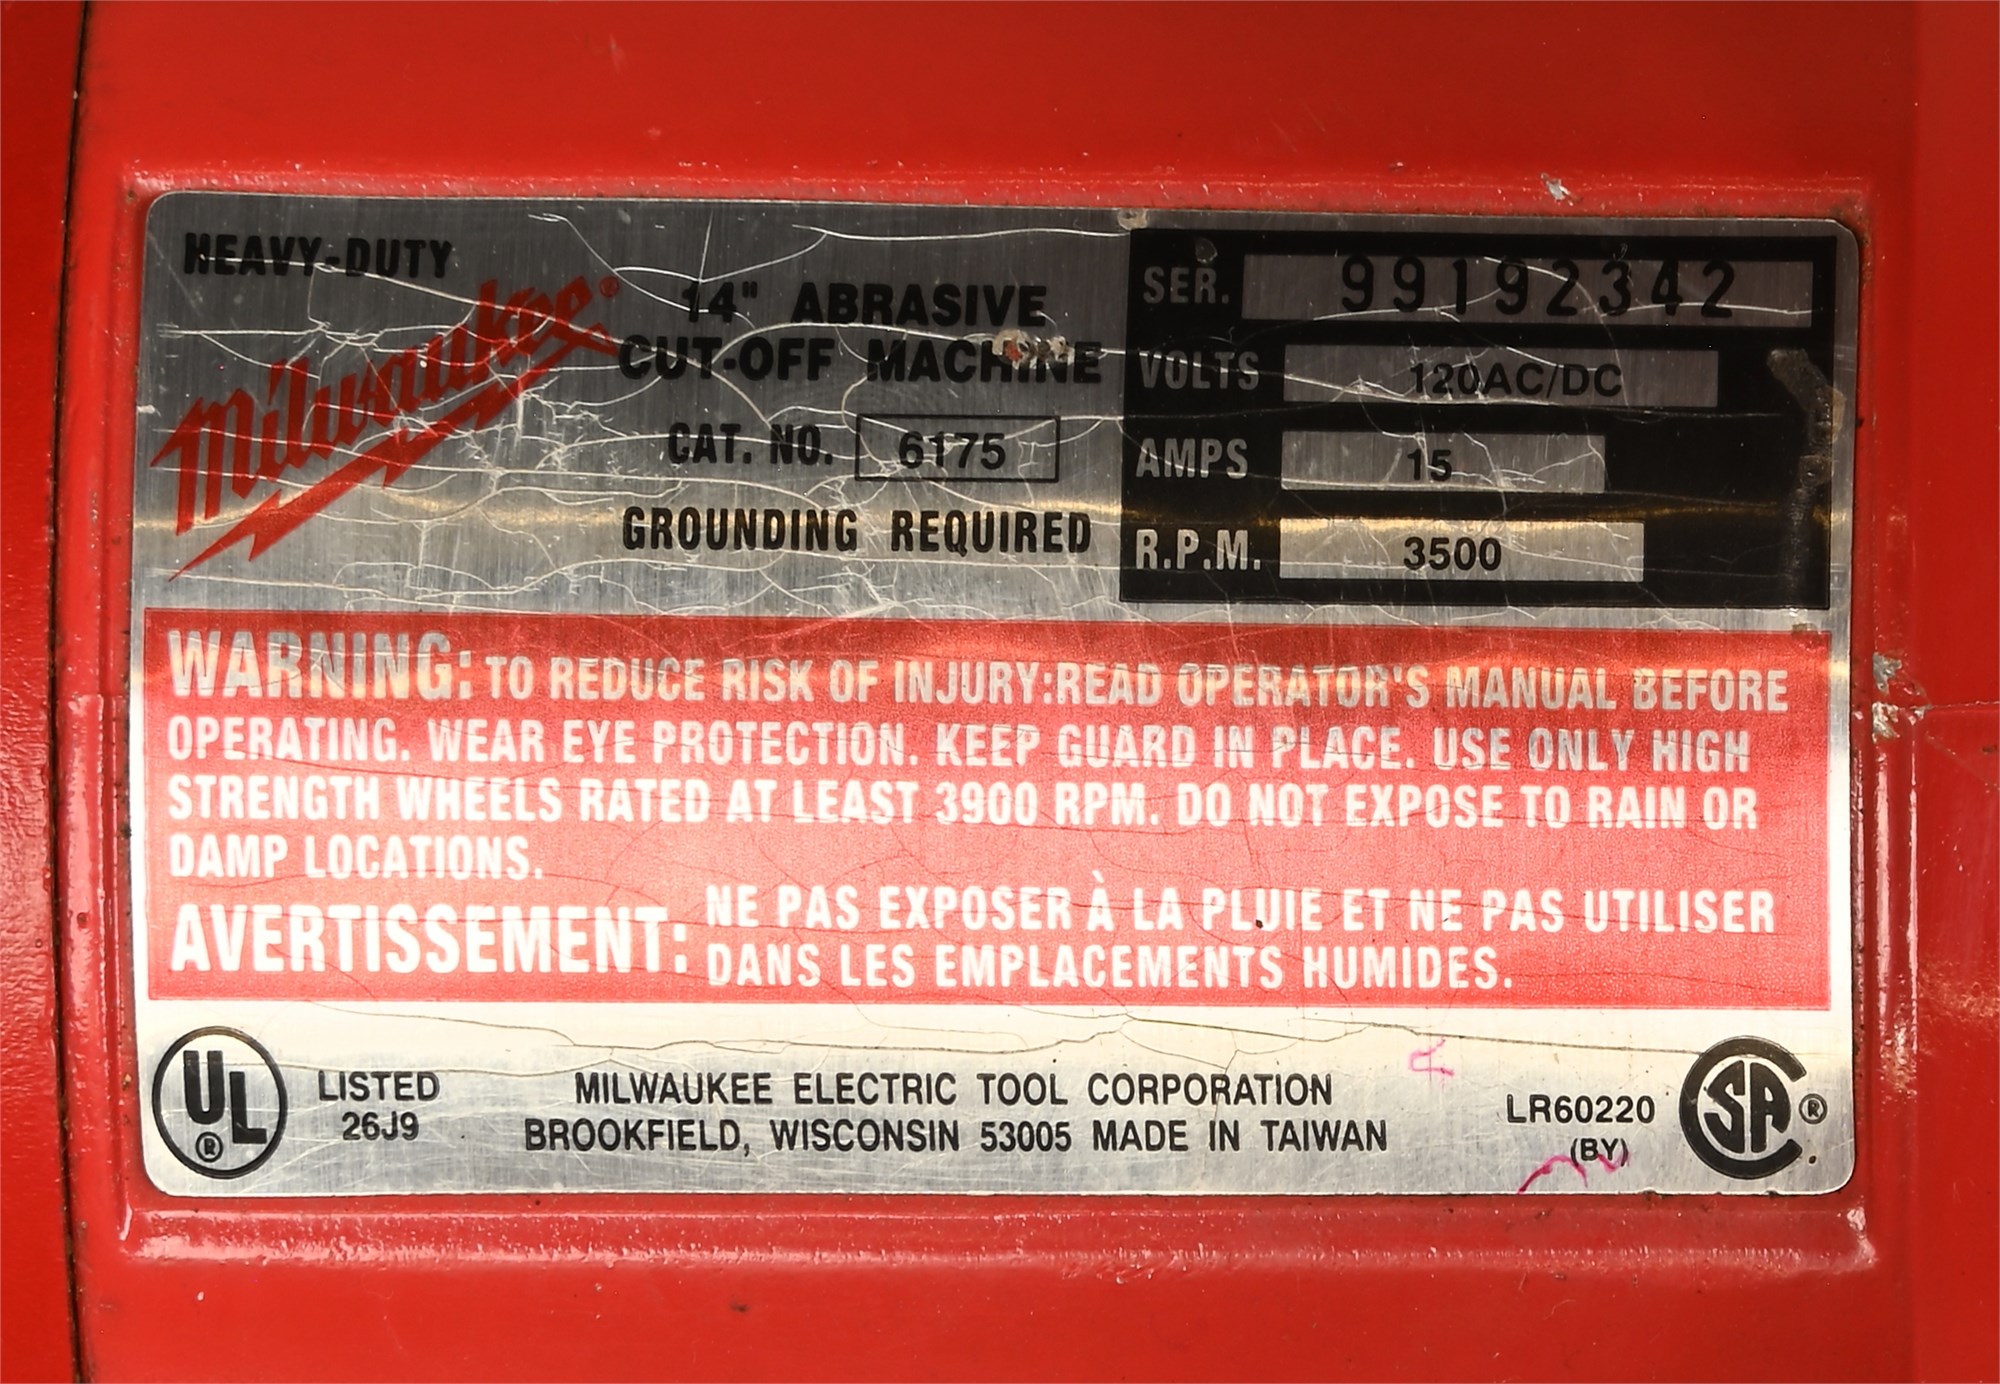 HEAVY-DUTY
Milwaukee®
14" ABRASIVE
CUT-OFF MACHINE
CAT. NO. 6175
GROUNDING REQUIRED
SER. 99192342
VOLTS 120AC/DC
AMPS 15
R.P.M. 3500
WARNING: TO REDUCE RISK OF INJURY:READ OPERATOR'S MANUAL BEFORE
OPERATING. WEAR EYE PROTECTION. KEEP GUARD IN PLACE. USE ONLY HIGH
STRENGTH WHEELS RATED AT LEAST 3900 RPM. DO NOT EXPOSE TO RAIN OR
DAMP LOCATIONS.
AVERTISSEMENT: NE PAS EXPOSER À LA PLUIE ET NE PAS UTILISER
DANS LES EMPLACEMENTS HUMIDES.
UL®
LISTED
26J9
MILWAUKEE ELECTRIC TOOL CORPORATION
BROOKFIELD, WISCONSIN 53005 MADE IN TAIWAN
LR60220
(BY)
CSA®